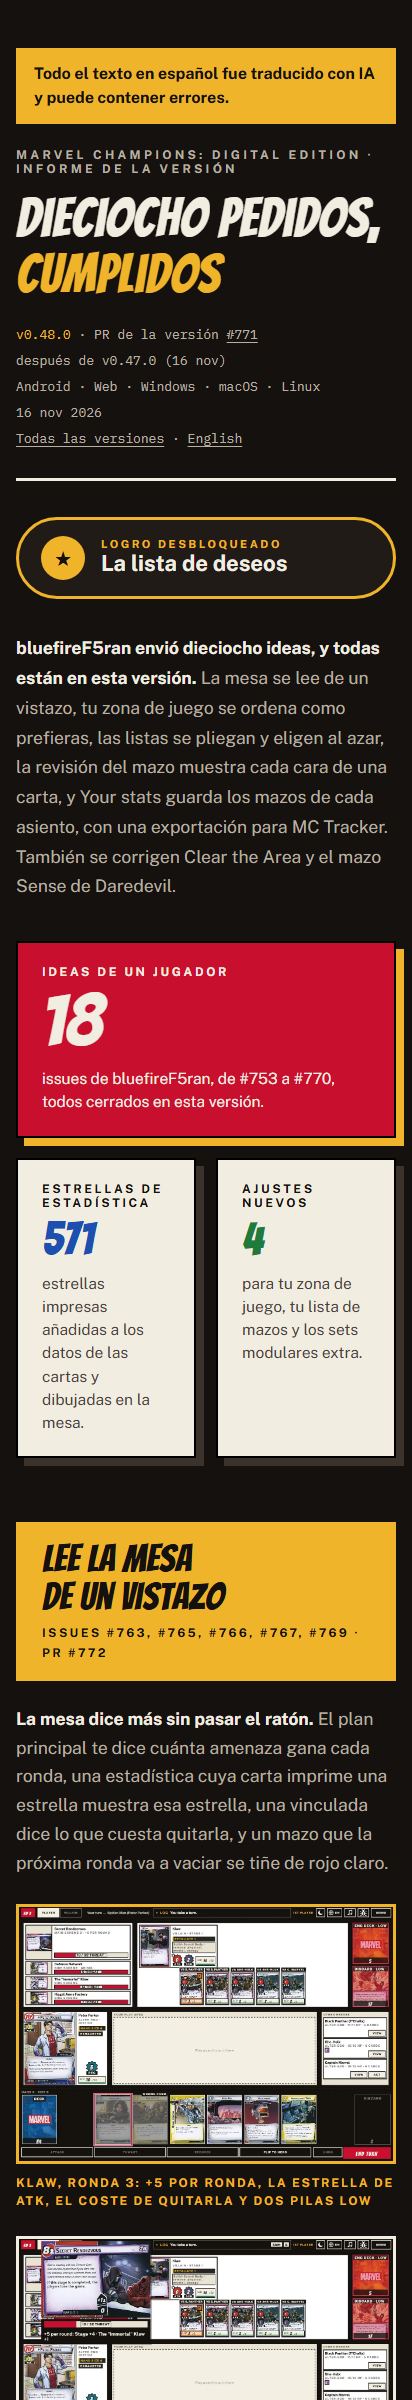 Todo el texto en español fue traducido con IA
y puede contener errores.
MARVEL CHAMPIONS: DIGITAL EDITION ·
INFORME DE LA VERSIÓN
DIECIOCHO PEDIDOS,
CUMPLIDOS
v0.48.0 · PR de la versión #771
después de v0.47.0 (16 nov)
Android · Web · Windows · macOS · Linux
16 nov 2026
Todas las versiones · English
LOGRO DESBLOQUEADO
La lista de deseos
bluefireF5ran envió dieciocho ideas, y todas
están en esta versión. La mesa se lee de un
vistazo, tu zona de juego se ordena como
prefieras, las listas se pliegan y eligen al azar,
la revisión del mazo muestra cada cara de una
carta, y Your stats guarda los mazos de cada
asiento, con una exportación para MC Tracker.
También se corrigen Clear the Area y el mazo
Sense de Daredevil.
IDEAS DE UN JUGADOR
18
issues de bluefireF5ran, de #753 a #770,
todos cerrados en esta versión.
ESTRELLAS DE
ESTADÍSTICA
571
estrellas
impresas
añadidas a los
datos de las
cartas y
dibujadas en la
mesa.
AJUSTES
NUEVOS
4
para tu zona de
juego, tu lista de
mazos y los sets
modulares extra.
LEE LA MESA
DE UN VISTAZO
ISSUES #763, #765, #766, #767, #769 ·
PR #772
La mesa dice más sin pasar el ratón. El plan
principal te dice cuánta amenaza gana cada
ronda, una estadística cuya carta imprime una
estrella muestra esa estrella, una vinculada
dice lo que cuesta quitarla, y un mazo que la
próxima ronda va a vaciar se tiñe de rojo claro.
KLAW, RONDA 3: +5 POR RONDA, LA ESTRELLA DE
ATK, EL COSTE DE QUITARLA Y DOS PILAS LOW